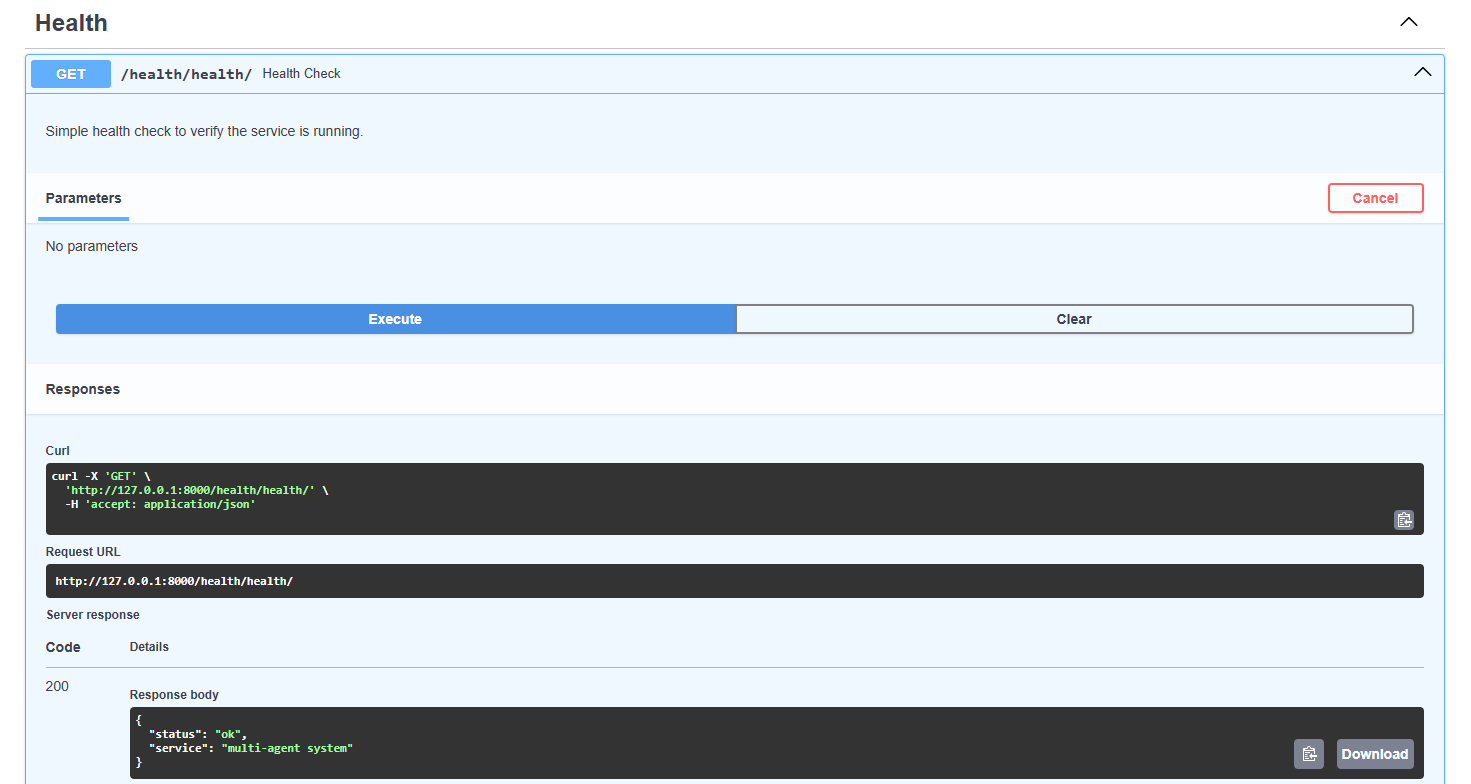 Health
GET /health/health/ Health Check
Simple health check to verify the service is running.
Parameters
Cancel
No parameters
Execute
Clear
Responses
Curl
curl -X 'GET' \
  'http://127.0.0.1:8000/health/health/' \
  -H 'accept: application/json'
Request URL
http://127.0.0.1:8000/health/health/
Server response
Code Details
200
Response body
{
  "status": "ok",
  "service": "multi-agent system"
}
Download